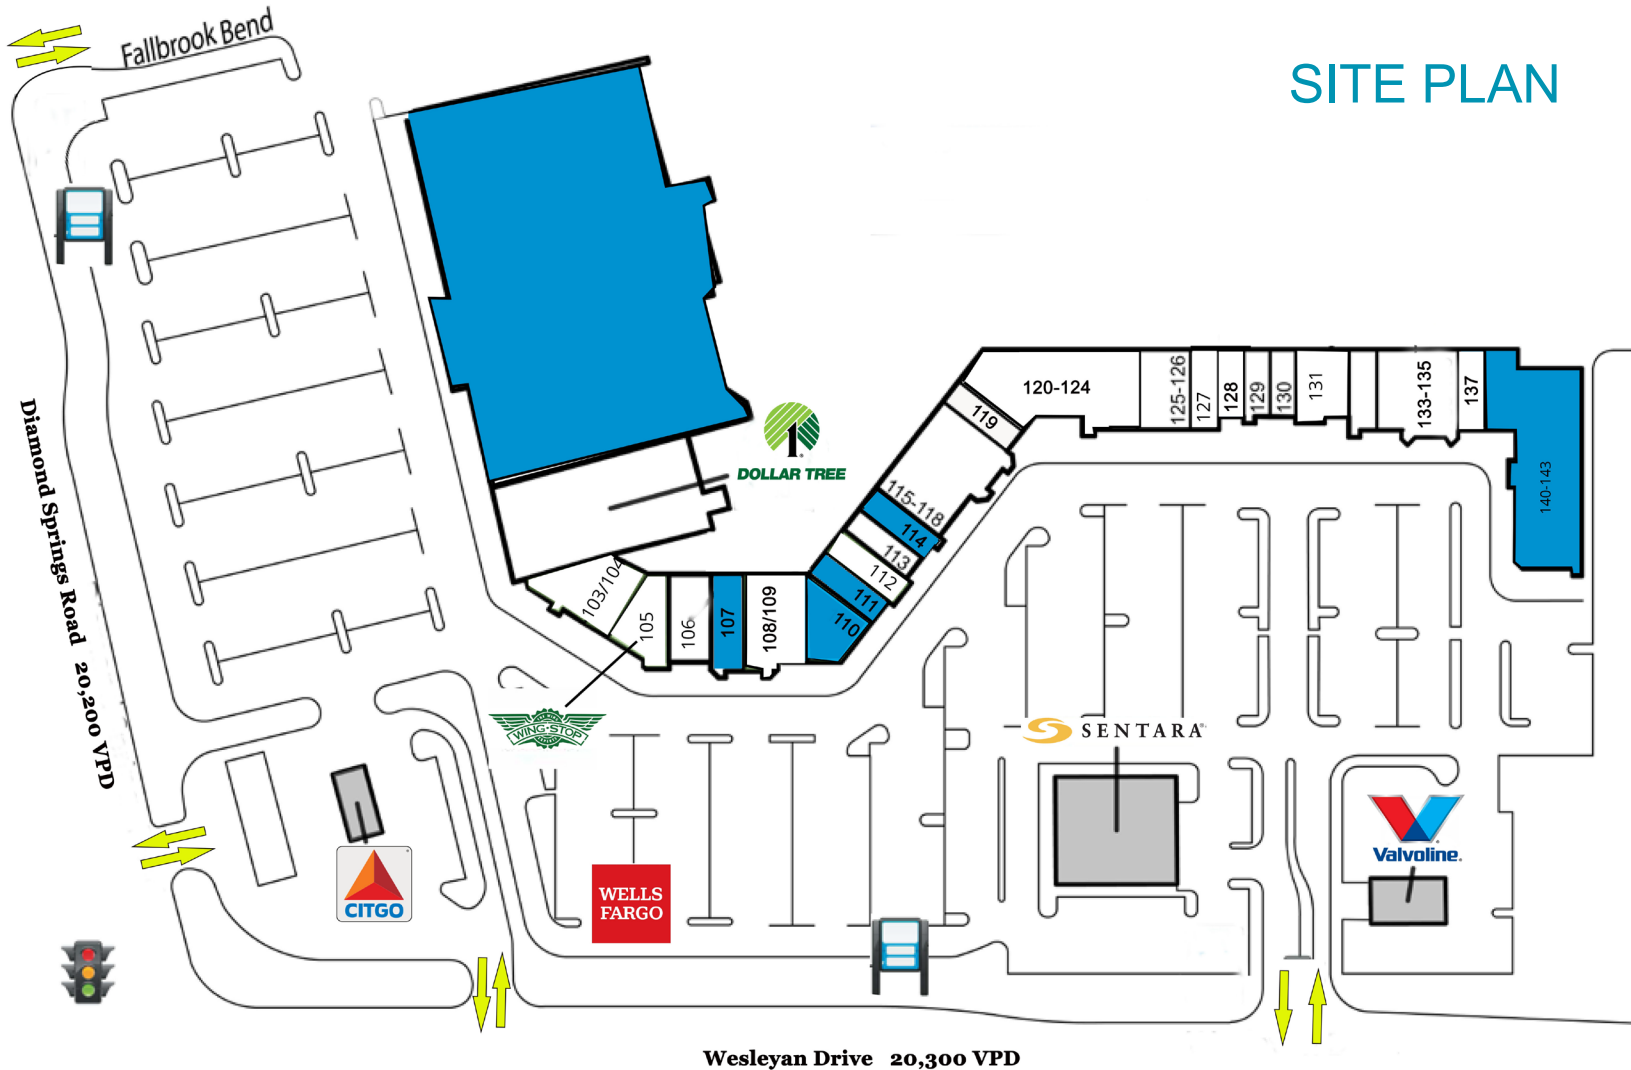 Fallbrook Bend
SITE PLAN
Diamond Springs Road 20,200 VPD
DOLLAR TREE
1
103/104
105
106
107
108/109
110
111
112
113
114
115-118
119
120-124
125-126
127
128
129
130
131
133-135
137
140-143
WING·STOP
SENTARA
CITGO
WELLS
FARGO
Valvoline.
Wesleyan Drive 20,300 VPD